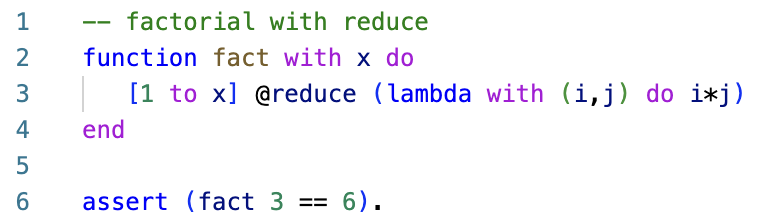 1 -- factorial with reduce
2 function fact with x do
3 [1 to x] @reduce (lambda with (i,j) do i*j)
4 end
5
6 assert (fact 3 == 6).